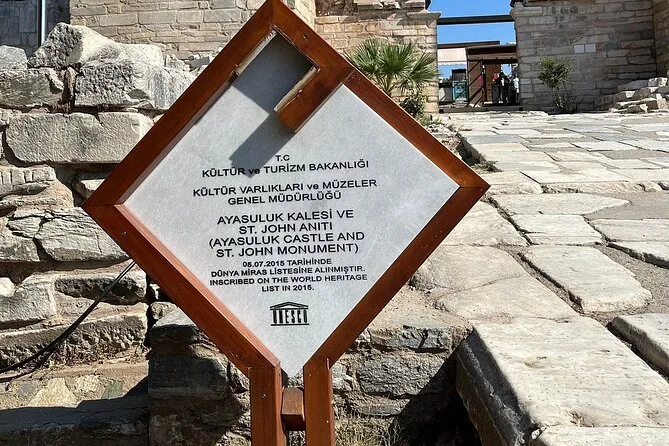 T.C
KÜLTÜR ve TURİZM BAKANLIĞI
KÜLTÜR VARLIKLARI ve MÜZELER
GENEL MÜDÜRLÜĞÜ
AYASULUK KALESİ VE
ST. JOHN ANITI
(AYASULUK CASTLE AND
ST. JOHN MONUMENT)
05.07.2015 TARİHİNDE
DÜNYA MİRAS LİSTESİNE ALINMIŞTIR.
INSCRIBED ON THE WORLD HERITAGE
LIST IN 2015.
UNESCO